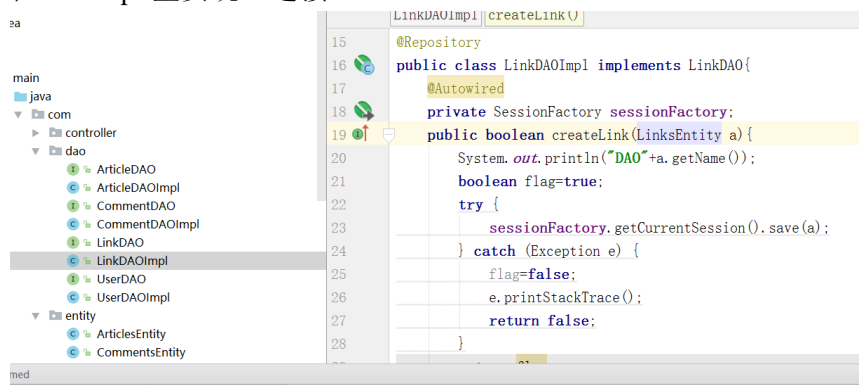 LinkDAOImpl createLink()
ea
main
java
com
controller
dao
ArticleDAO
ArticleDAOImpl
CommentDAO
CommentDAOImpl
LinkDAO
LinkDAOImpl
UserDAO
UserDAOImpl
entity
ArticlesEntity
CommentsEntity
15 @Repository
16 public class LinkDAOImpl implements LinkDAO{
17 @Autowired
18 private SessionFactory sessionFactory;
19 public boolean createLink(LinksEntity a){
20 System.out.println("DAO"+a.getName());
21 boolean flag=true;
22 try {
23 sessionFactory.getCurrentSession().save(a);
24 } catch (Exception e) {
25 flag=false;
26 e.printStackTrace();
27 return false;
28 }
med